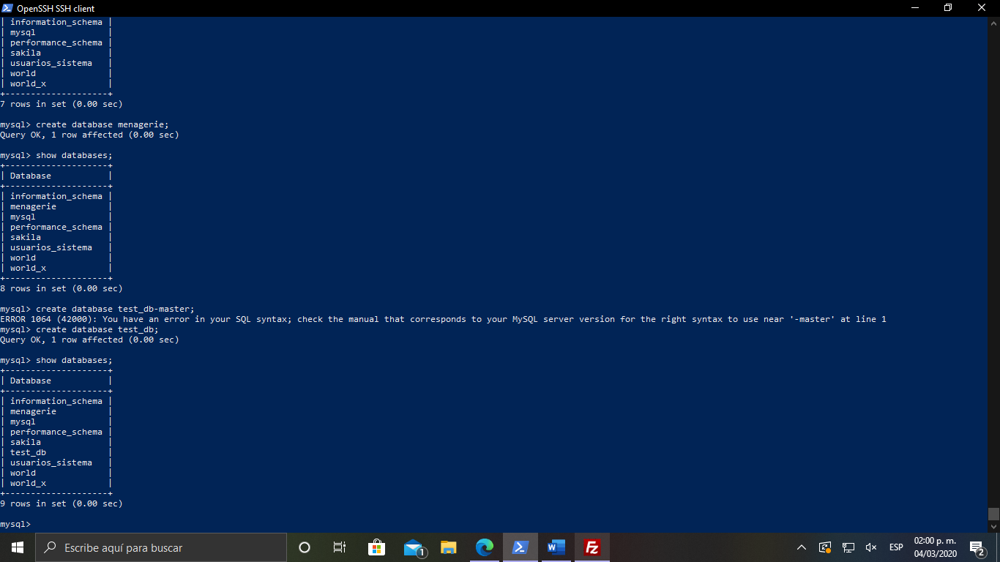 OpenSSH SSH client
| information_schema |
| mysql              |
| performance_schema |
| sakila             |
| usuarios_sistema   |
| world              |
| world_x            |
+--------------------+
7 rows in set (0.00 sec)
mysql> create database menagerie;
Query OK, 1 row affected (0.00 sec)
mysql> show databases;
+--------------------+
| Database           |
+--------------------+
| information_schema |
| menagerie          |
| mysql              |
| performance_schema |
| sakila             |
| usuarios_sistema   |
| world              |
| world_x            |
+--------------------+
8 rows in set (0.00 sec)
mysql> create database test_db-master;
ERROR 1064 (42000): You have an error in your SQL syntax; check the manual that corresponds to your MySQL server version for the right syntax to use near '-master' at line 1
mysql> create database test_db;
Query OK, 1 row affected (0.00 sec)
mysql> show databases;
+--------------------+
| Database           |
+--------------------+
| information_schema |
| menagerie          |
| mysql              |
| performance_schema |
| sakila             |
| test_db            |
| usuarios_sistema   |
| world              |
| world_x            |
+--------------------+
9 rows in set (0.00 sec)
mysql>
Escribe aquí para buscar
1
W
Fz
ESP
02:00 p. m.
04/03/2020
2